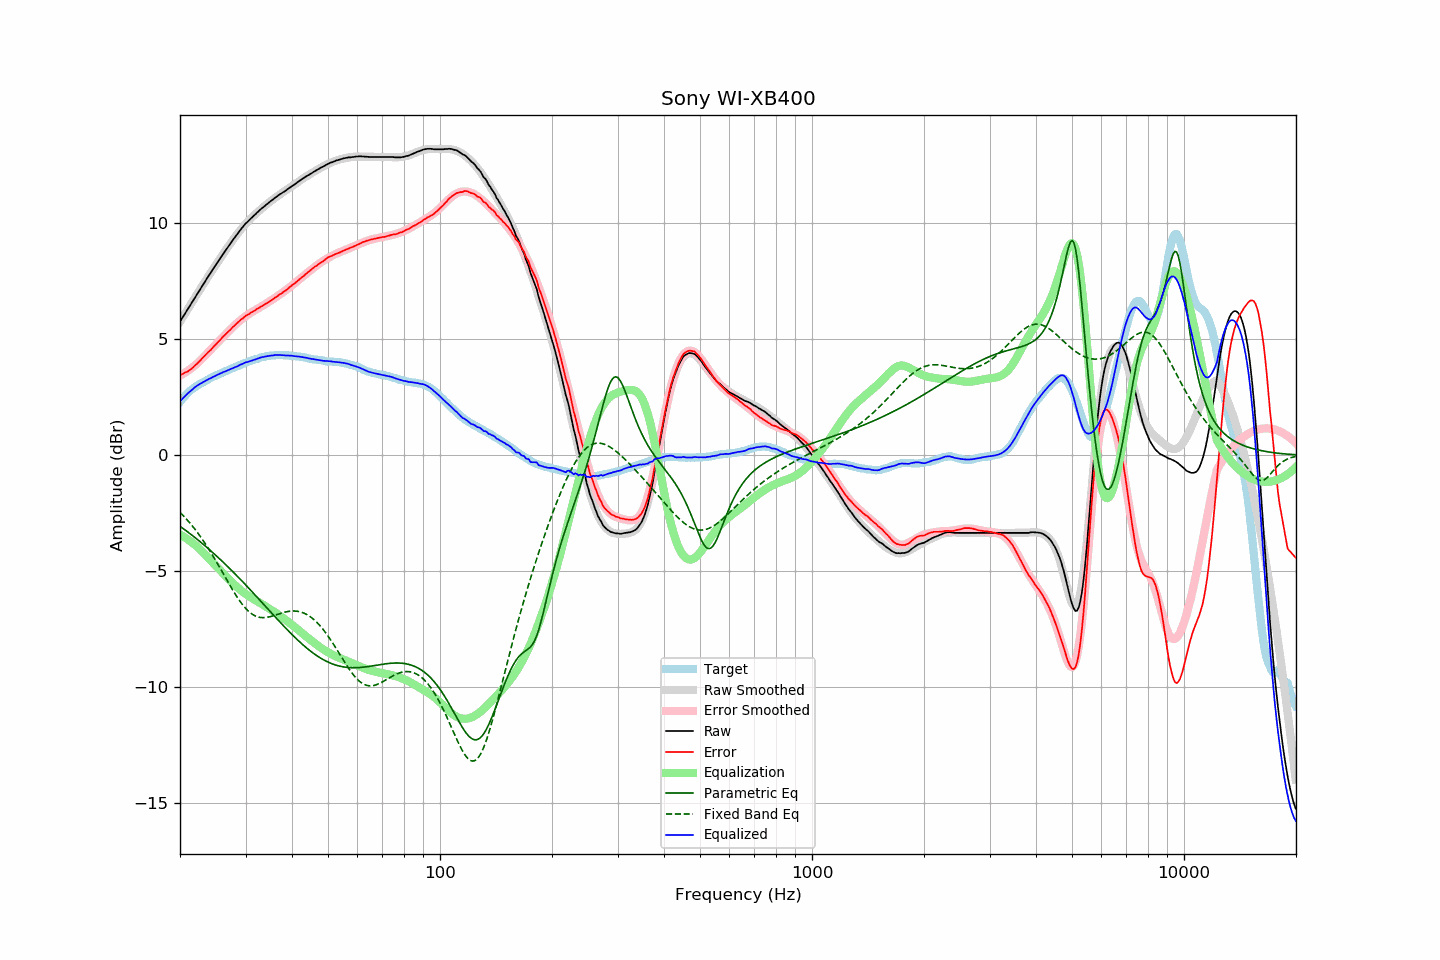 Sony WI-XB400
Amplitude (dBr)
10
5
0
−5
−10
−15
Target
Raw Smoothed
Error Smoothed
Raw
Error
Equalization
Parametric Eq
Fixed Band Eq
Equalized
100
1000
10000
Frequency (Hz)